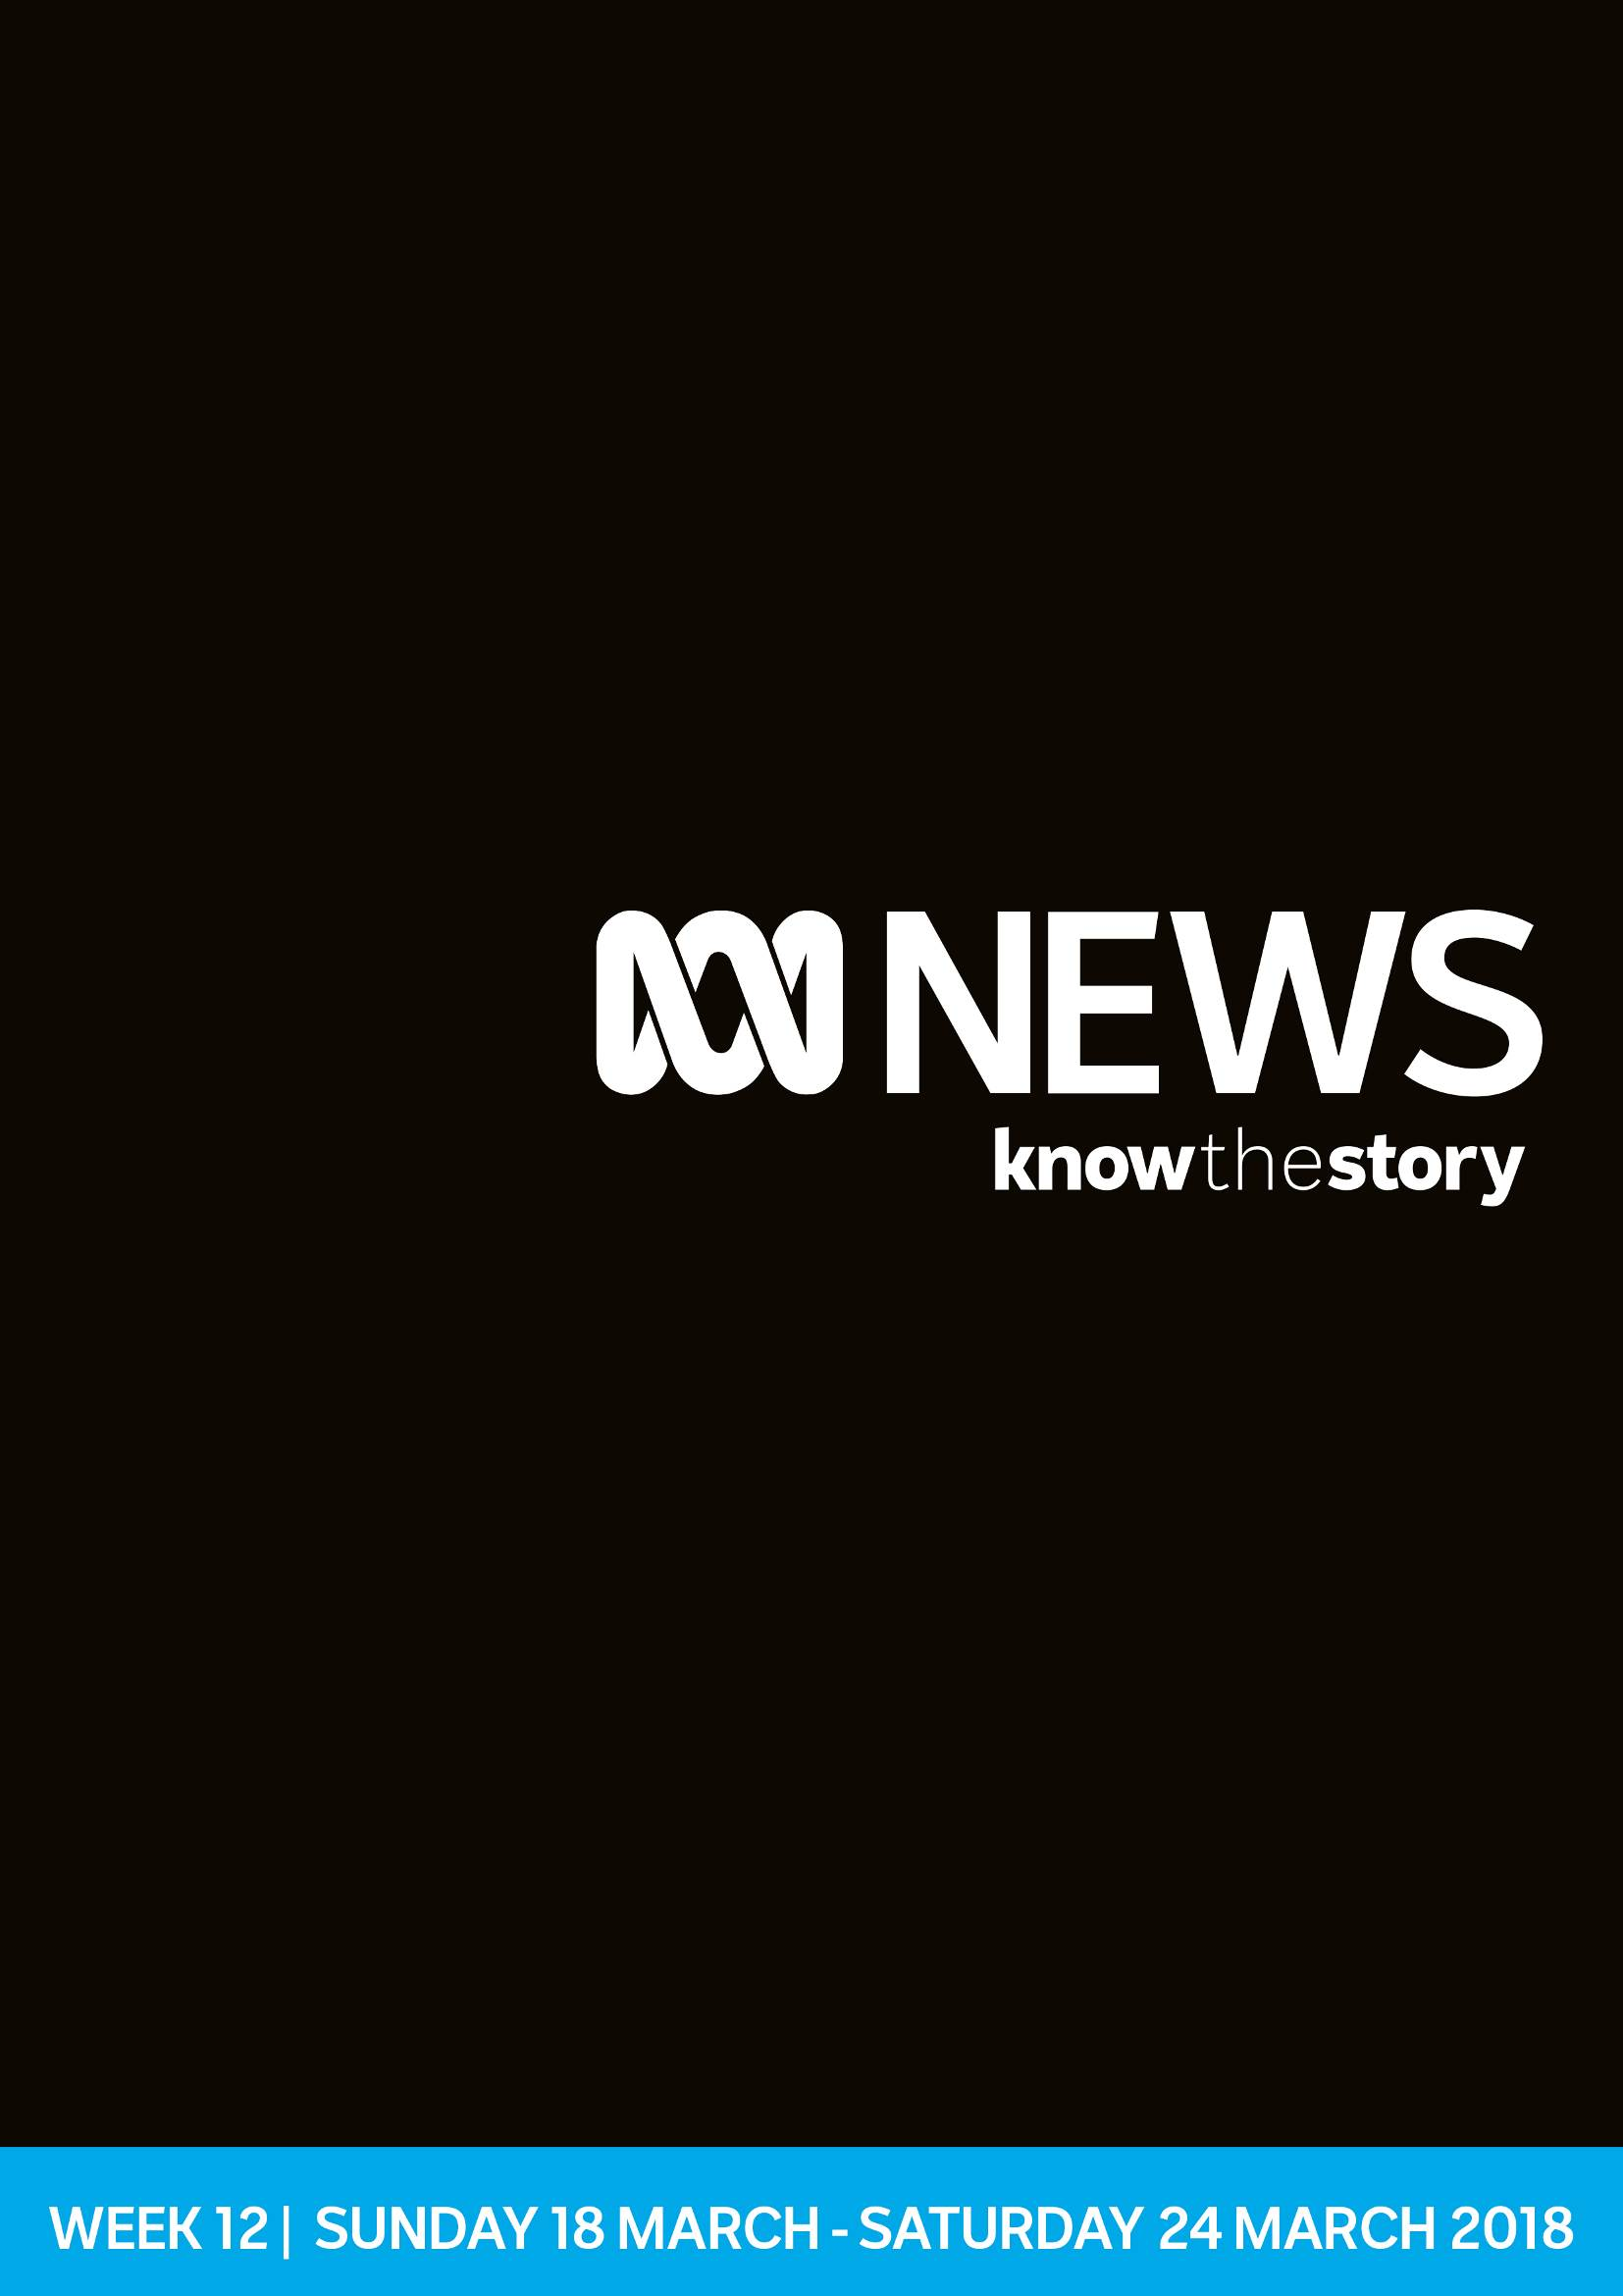 NEWS
knowthestory
WEEK 12 | SUNDAY 18 MARCH - SATURDAY 24 MARCH 2018